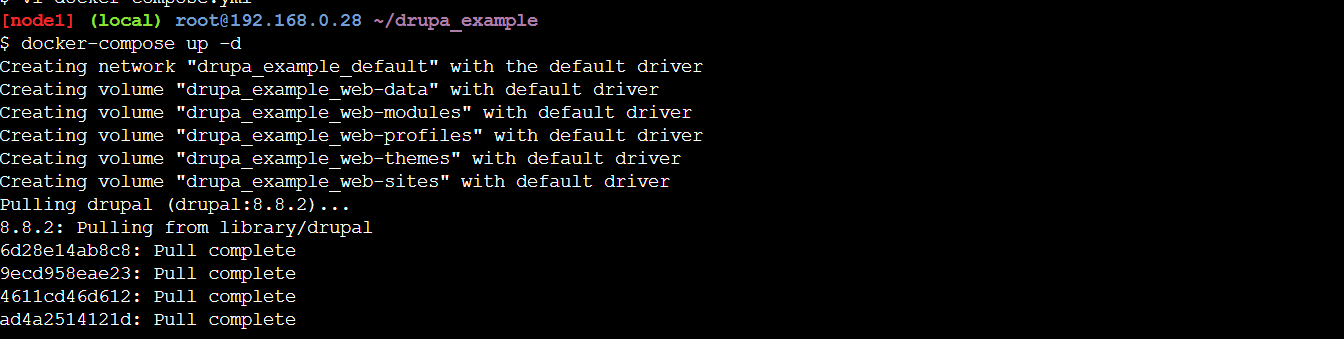 $ vi docker-compose.yml
[node1] (local) root@192.168.0.28 ~/drupa_example
$ docker-compose up -d
Creating network "drupa_example_default" with the default driver
Creating volume "drupa_example_web-data" with default driver
Creating volume "drupa_example_web-modules" with default driver
Creating volume "drupa_example_web-profiles" with default driver
Creating volume "drupa_example_web-themes" with default driver
Creating volume "drupa_example_web-sites" with default driver
Pulling drupal (drupal:8.8.2)...
8.8.2: Pulling from library/drupal
6d28e14ab8c8: Pull complete
9ecd958eae23: Pull complete
4611cd46d612: Pull complete
ad4a2514121d: Pull complete